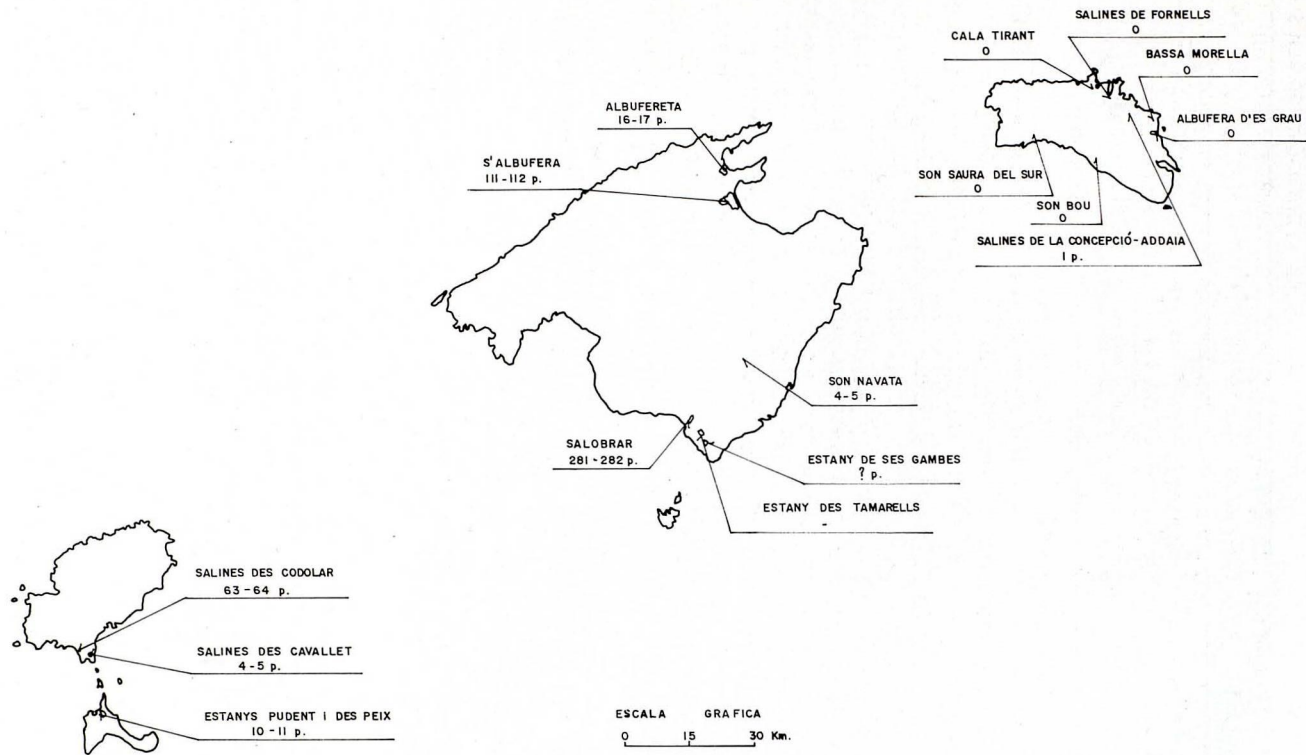 SALINES DE FORNELLS
0
CALA TIRANT
0
BASSA MORELLA
0
ALBUFERA D'ES GRAU
0
SON SAURA DEL SUR
0
SON BOU
0
SALINES DE LA CONCEPCIÓ-ADDAIA
1 p.
ALBUFERETA
16-17 p.
S'ALBUFERA
111-112 p.
SON NAVATA
4-5 p.
SALOBRAR
281-282 p.
ESTANY DE SES GAMBES
? p.
ESTANY DES TAMARELLS
-
SALINES DES CODOLAR
63-64 p.
SALINES DES CAVALLET
4-5 p.
ESTANYS PUDENT I DES PEIX
10-11 p.
ESCALA GRAFICA
0 15 30 Km.